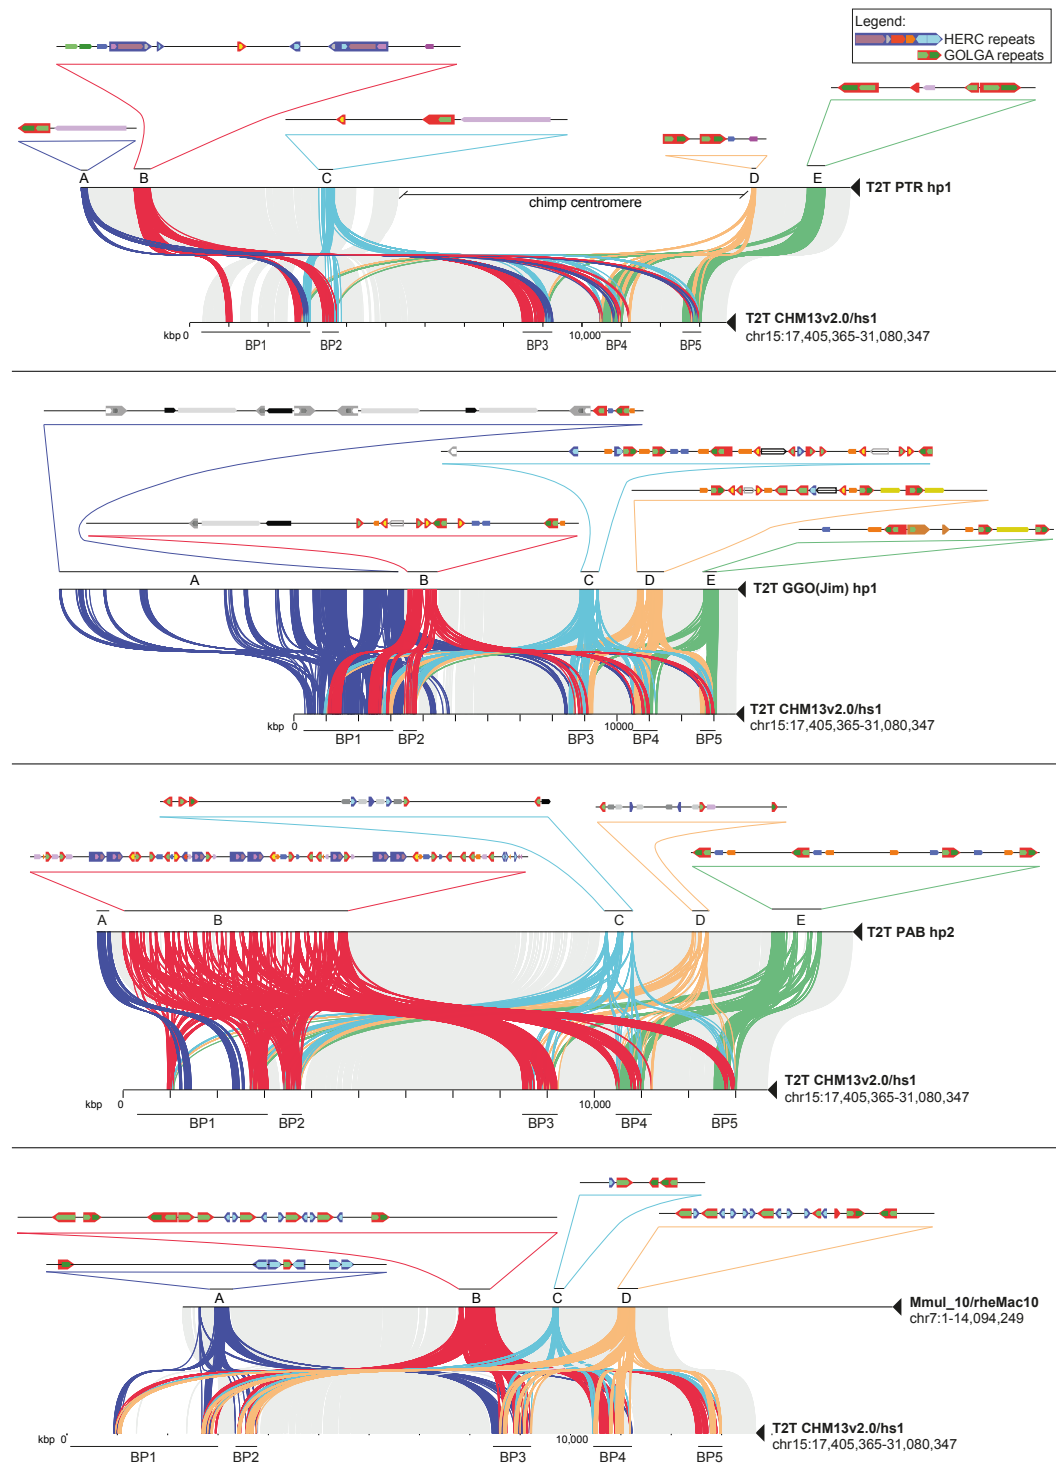 Legend:
HERC repeats
GOLGA repeats
A B C D E
T2T PTR hp1
chimp centromere
kbp 0 10,000
T2T CHM13v2.0/hs1
chr15:17,405,365-31,080,347
BP1 BP2 BP3 BP4 BP5
A B C D E
T2T GGO(Jim) hp1
kbp 0 10000
T2T CHM13v2.0/hs1
chr15:17,405,365-31,080,347
BP1 BP2 BP3 BP4 BP5
A B C D E
T2T PAB hp2
kbp 0 10,000
T2T CHM13v2.0/hs1
chr15:17,405,365-31,080,347
BP1 BP2 BP3 BP4 BP5
A B C D
Mmul_10/rheMac10
chr7:1-14,094,249
kbp 0 10,000
T2T CHM13v2.0/hs1
chr15:17,405,365-31,080,347
BP1 BP2 BP3 BP4 BP5